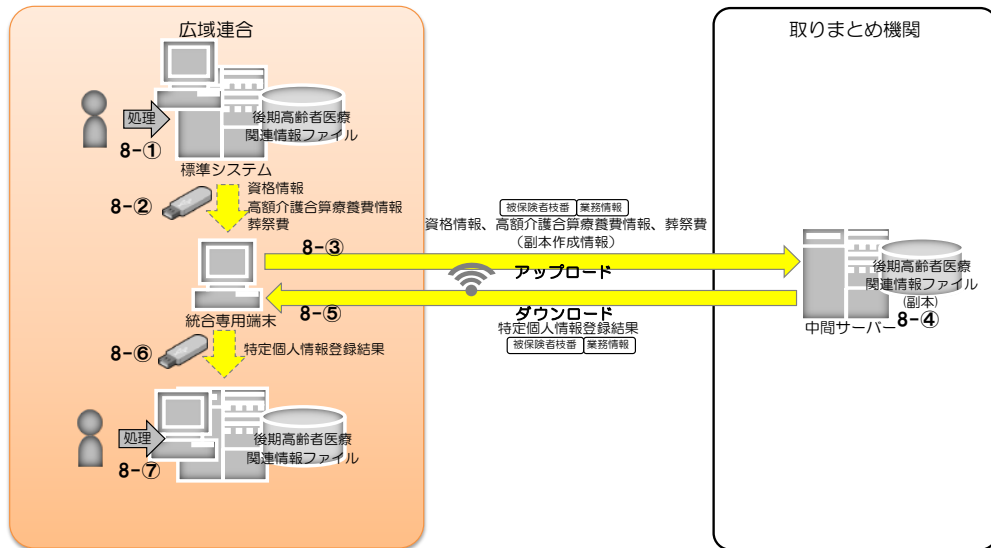 広域連合
取りまとめ機関
処理
8-①
後期高齢者医療
関連情報ファイル
標準システム
8-②
資格情報
高額介護合算療養費情報
葬祭費
被保険者枝番 業務情報
資格情報、高額介護合算療養費情報、葬祭費
(副本作成情報)
8-③
アップロード
後期高齢者医療
関連情報ファイル
(副本)
8-④
中間サーバー
統合専用端末
8-⑤
ダウンロード
特定個人情報登録結果
被保険者枝番 業務情報
8-⑥
特定個人情報登録結果
処理
8-⑦
後期高齢者医療
関連情報ファイル